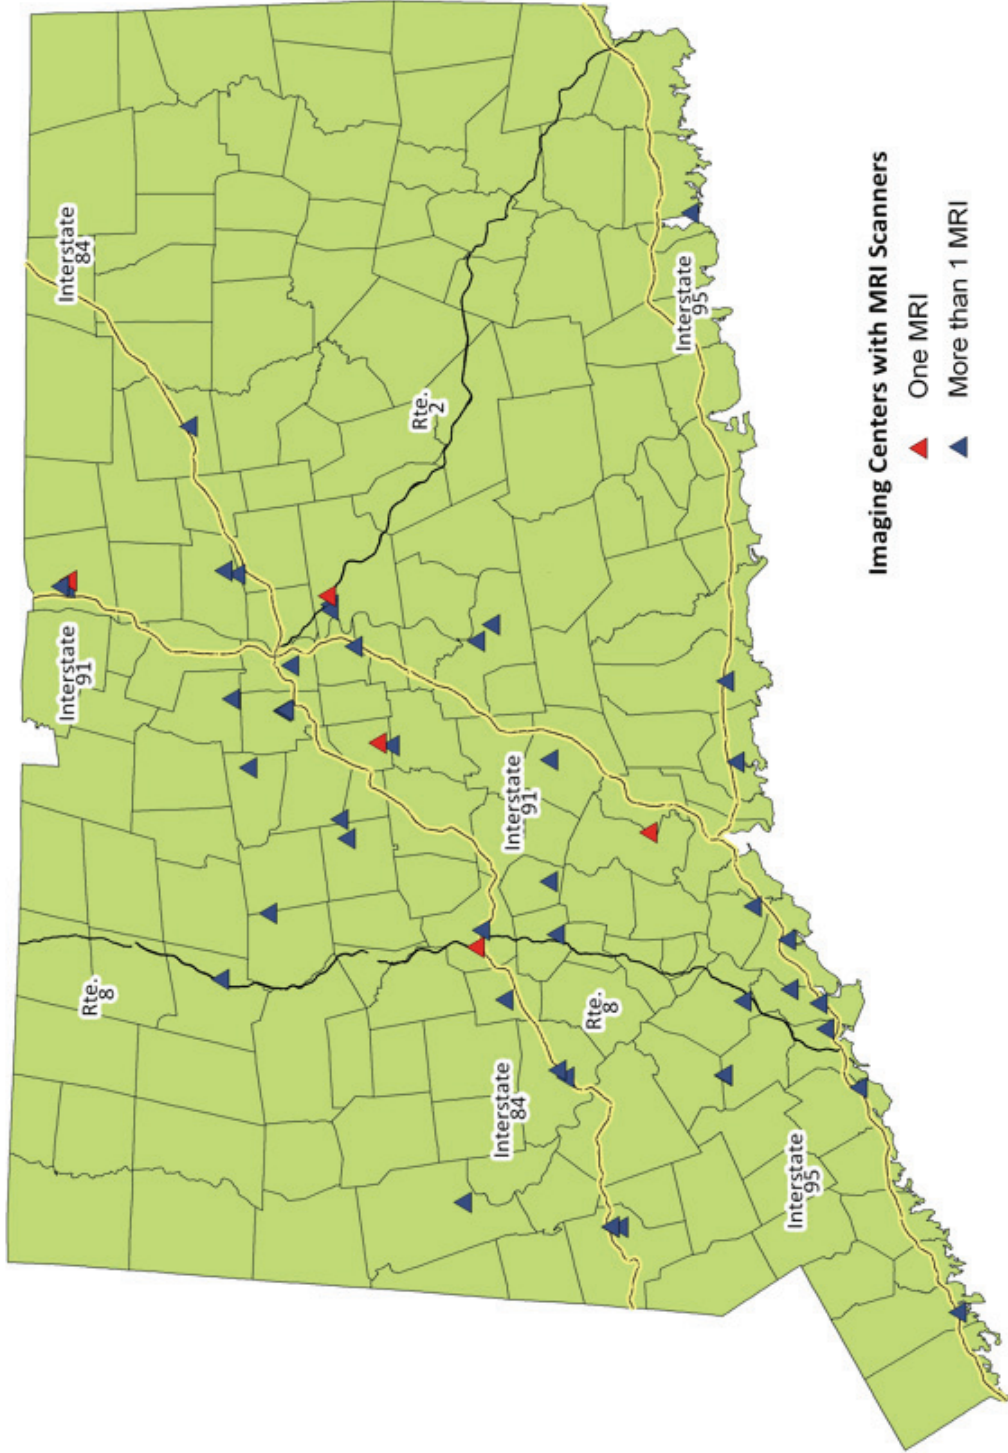 Interstate
84
Interstate
91
Rte.
8
Rte.
2
Interstate
95
Interstate
91
Rte.
8
Interstate
84
Interstate
95
Imaging Centers with MRI Scanners
One MRI
More than 1 MRI